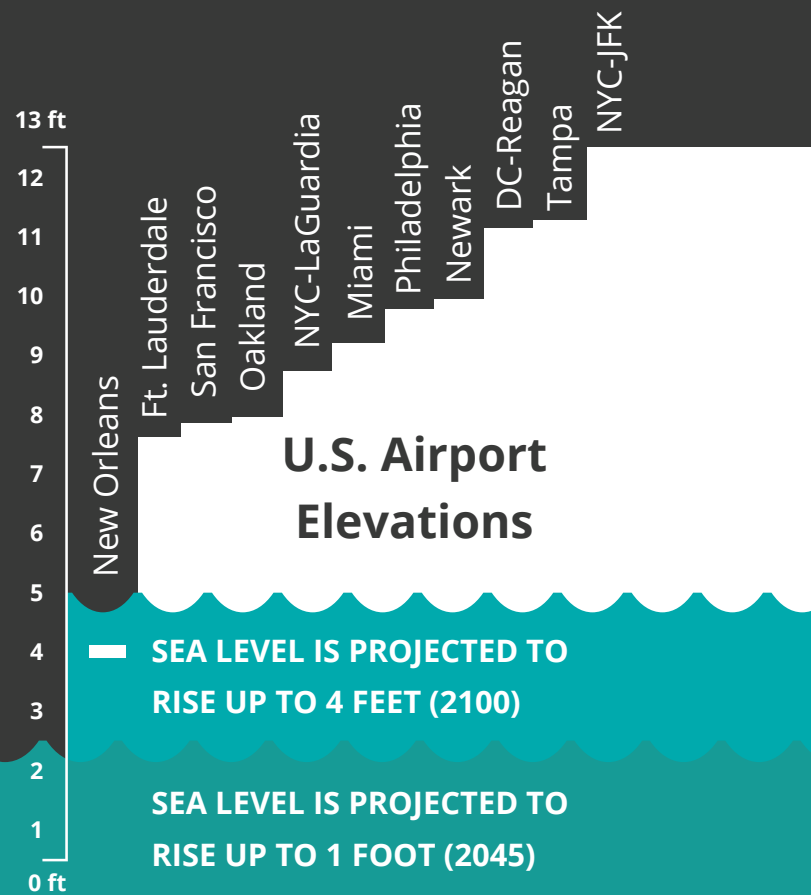 13 ft
12
11
10
9
8
7
6
5
4
3
2
1
0 ft
New Orleans
Ft. Lauderdale
San Francisco
Oakland
NYC-LaGuardia
Miami
Philadelphia
Newark
DC-Reagan
Tampa
NYC-JFK
U.S. Airport
Elevations
SEA LEVEL IS PROJECTED TO
RISE UP TO 4 FEET (2100)
SEA LEVEL IS PROJECTED TO
RISE UP TO 1 FOOT (2045)